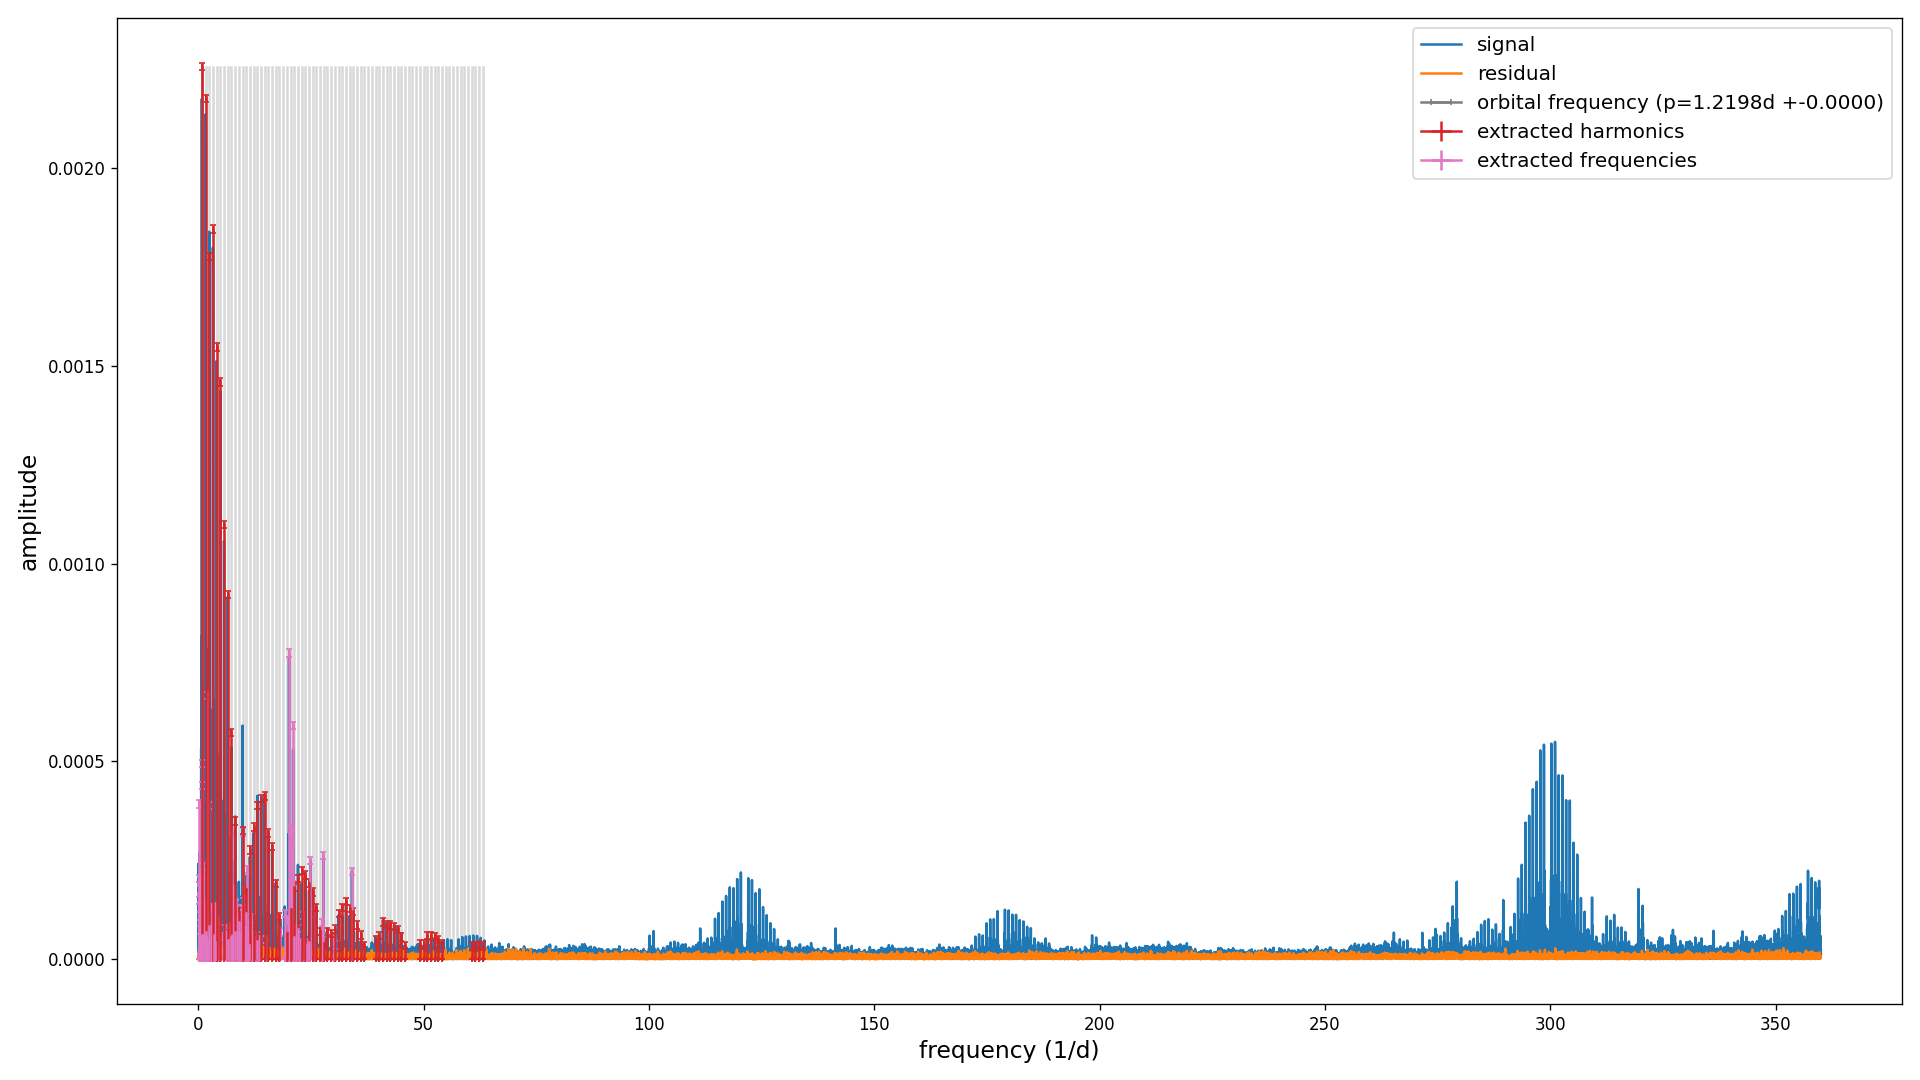 signal
residual
orbital frequency (p=1.2198d +-0.0000)
extracted harmonics
extracted frequencies
amplitude
0.0020
0.0015
0.0010
0.0005
0.0000
0 50 100 150 200 250 300 350
frequency (1/d)